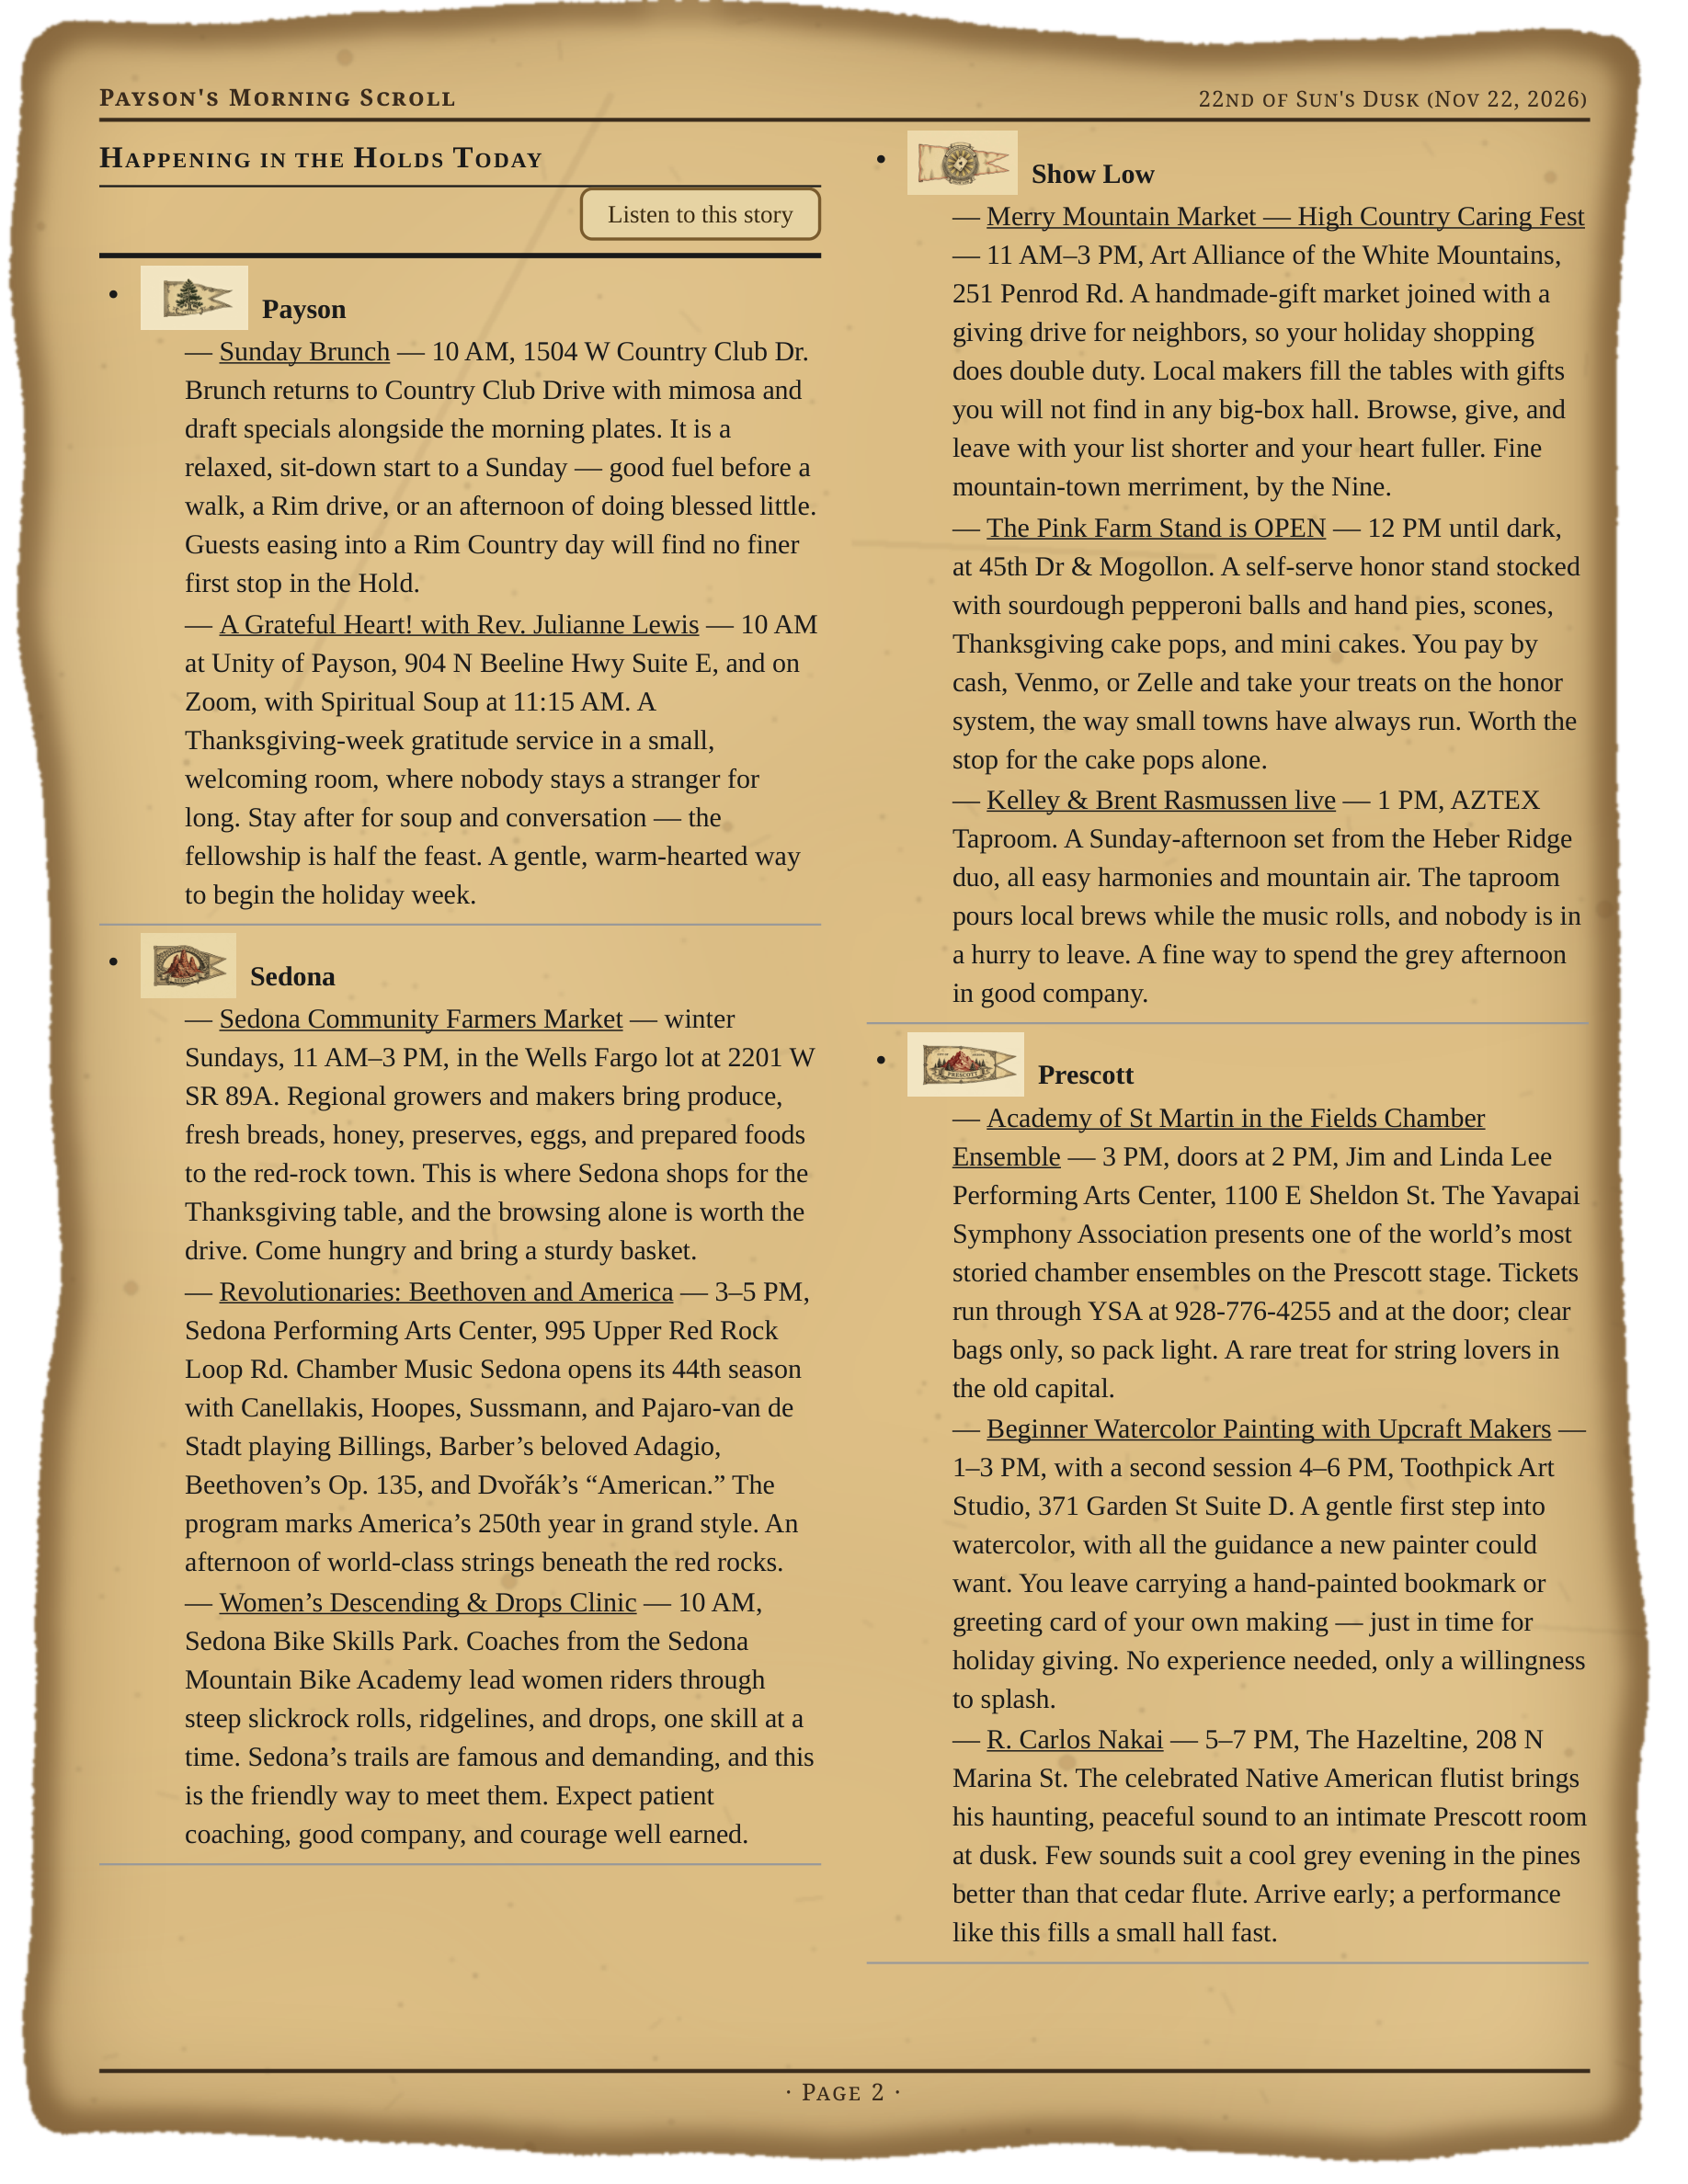 Payson's Morning Scroll
22nd of Sun's Dusk (Nov 22, 2026)
Happening in the Holds Today
Listen to this story
• Payson
— Sunday Brunch — 10 AM, 1504 W Country Club Dr.
Brunch returns to Country Club Drive with mimosa and
draft specials alongside the morning plates. It is a
relaxed, sit-down start to a Sunday — good fuel before a
walk, a Rim drive, or an afternoon of doing blessed little.
Guests easing into a Rim Country day will find no finer
first stop in the Hold.
— A Grateful Heart! with Rev. Julianne Lewis — 10 AM
at Unity of Payson, 904 N Beeline Hwy Suite E, and on
Zoom, with Spiritual Soup at 11:15 AM. A
Thanksgiving-week gratitude service in a small,
welcoming room, where nobody stays a stranger for
long. Stay after for soup and conversation — the
fellowship is half the feast. A gentle, warm-hearted way
to begin the holiday week.
• Sedona
— Sedona Community Farmers Market — winter
Sundays, 11 AM–3 PM, in the Wells Fargo lot at 2201 W
SR 89A. Regional growers and makers bring produce,
fresh breads, honey, preserves, eggs, and prepared foods
to the red-rock town. This is where Sedona shops for the
Thanksgiving table, and the browsing alone is worth the
drive. Come hungry and bring a sturdy basket.
— Revolutionaries: Beethoven and America — 3–5 PM,
Sedona Performing Arts Center, 995 Upper Red Rock
Loop Rd. Chamber Music Sedona opens its 44th season
with Canellakis, Hoopes, Sussmann, and Pajaro-van de
Stadt playing Billings, Barber’s beloved Adagio,
Beethoven’s Op. 135, and Dvořák’s “American.” The
program marks America’s 250th year in grand style. An
afternoon of world-class strings beneath the red rocks.
— Women’s Descending & Drops Clinic — 10 AM,
Sedona Bike Skills Park. Coaches from the Sedona
Mountain Bike Academy lead women riders through
steep slickrock rolls, ridgelines, and drops, one skill at a
time. Sedona’s trails are famous and demanding, and this
is the friendly way to meet them. Expect patient
coaching, good company, and courage well earned.
• Show Low
— Merry Mountain Market — High Country Caring Fest
— 11 AM–3 PM, Art Alliance of the White Mountains,
251 Penrod Rd. A handmade-gift market joined with a
giving drive for neighbors, so your holiday shopping
does double duty. Local makers fill the tables with gifts
you will not find in any big-box hall. Browse, give, and
leave with your list shorter and your heart fuller. Fine
mountain-town merriment, by the Nine.
— The Pink Farm Stand is OPEN — 12 PM until dark,
at 45th Dr & Mogollon. A self-serve honor stand stocked
with sourdough pepperoni balls and hand pies, scones,
Thanksgiving cake pops, and mini cakes. You pay by
cash, Venmo, or Zelle and take your treats on the honor
system, the way small towns have always run. Worth the
stop for the cake pops alone.
— Kelley & Brent Rasmussen live — 1 PM, AZTEX
Taproom. A Sunday-afternoon set from the Heber Ridge
duo, all easy harmonies and mountain air. The taproom
pours local brews while the music rolls, and nobody is in
a hurry to leave. A fine way to spend the grey afternoon
in good company.
PRESCOTT
• Prescott
— Academy of St Martin in the Fields Chamber
Ensemble — 3 PM, doors at 2 PM, Jim and Linda Lee
Performing Arts Center, 1100 E Sheldon St. The Yavapai
Symphony Association presents one of the world’s most
storied chamber ensembles on the Prescott stage. Tickets
run through YSA at 928-776-4255 and at the door; clear
bags only, so pack light. A rare treat for string lovers in
the old capital.
— Beginner Watercolor Painting with Upcraft Makers —
1–3 PM, with a second session 4–6 PM, Toothpick Art
Studio, 371 Garden St Suite D. A gentle first step into
watercolor, with all the guidance a new painter could
want. You leave carrying a hand-painted bookmark or
greeting card of your own making — just in time for
holiday giving. No experience needed, only a willingness
to splash.
— R. Carlos Nakai — 5–7 PM, The Hazeltine, 208 N
Marina St. The celebrated Native American flutist brings
his haunting, peaceful sound to an intimate Prescott room
at dusk. Few sounds suit a cool grey evening in the pines
better than that cedar flute. Arrive early; a performance
like this fills a small hall fast.
· Page 2 ·